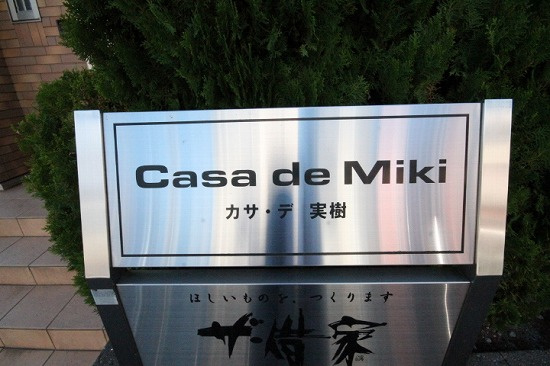 Casa de Miki
カサ・デ 実樹
ほしいものを、つくります
ザ・借家